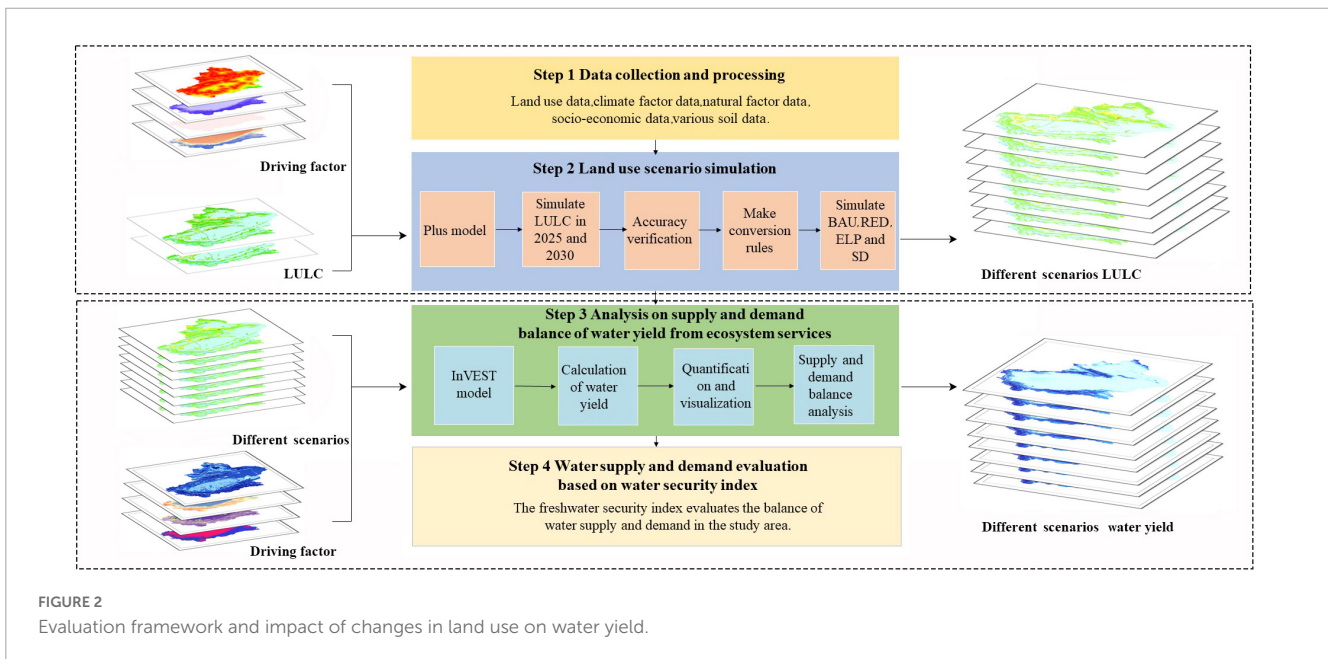 Step 1 Data collection and processing
Land use data,climate factor data,natural factor data,
socio-economic data,various soil data.
Driving factor
LULC
Step 2 Land use scenario simulation
Plus model
Simulate
LULC in
2025 and
2030
Accuracy
verification
Make
conversion
rules
Simulate
BAU.RED.
ELP and
SD
Different scenarios LULC
Different scenarios
Driving factor
Step 3 Analysis on supply and demand
balance of water yield from ecosystem services
InVEST
model
Calculation
of water
yield
Quantificati
on and
visualization
Supply and
demand
balance
analysis
Step 4 Water supply and demand evaluation
based on water security index
The freshwater security index evaluates the balance of
water supply and demand in the study area.
Different scenarios water yield
FIGURE 2
Evaluation framework and impact of changes in land use on water yield.